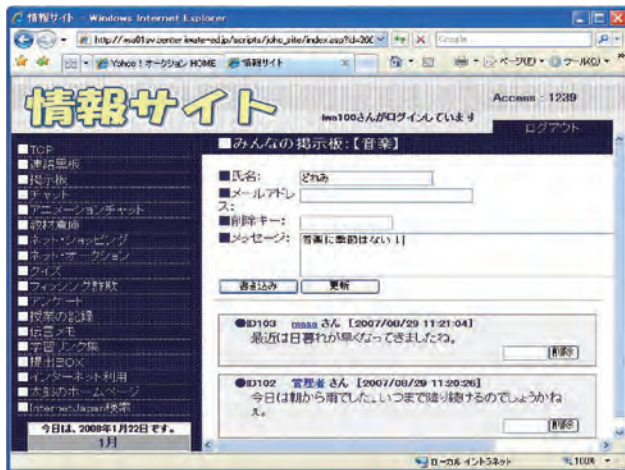 情報サイト - Windows Internet Explorer
Google
Yahoo!オークション HOME
情報サイト
ページ(P)
ツール(O)
情報サイト
Access : 1239
iwa100さんがログインしています
ログアウト
■TOP
■連絡黒板
■掲示板
■チャット
■アニメーションチャット
■教材倉庫
■ネット・ショッピング
■ネット・オークション
■クイズ
■フィッシング詐欺
■アンケート
■授業の記録
■伝言メモ
■学習リンク集
■提出BOX
■インターネット利用
■太郎のホームページ
■InternetJapan検索
今日は、2008年1月22日です。
1月
■みんなの掲示板:【音楽】
■氏名: どれみ
■メールアドレ
ス:
■削除キー:
■メッセージ: 音楽に季節はない!
書き込み 更新
●ID103 masa さん [2007/08/29 11:21:04]
最近は日暮れが早くなってきましたね。
削除
●ID102 管理者 さん [2007/08/29 11:20:26]
今日は朝から雨でした。いつまで降り続けるのでしょうかね
ぇ。
削除
ローカル イントラネット
100%